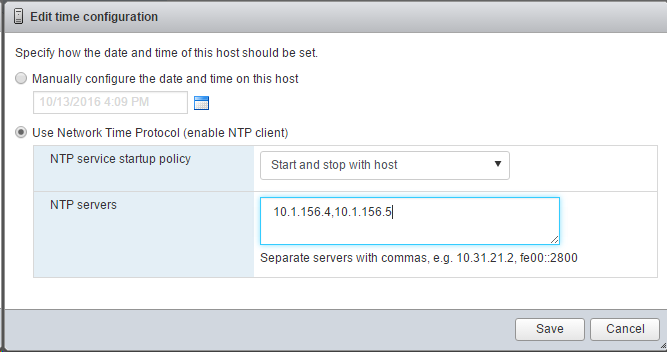 Edit time configuration
Specify how the date and time of this host should be set.
Manually configure the date and time on this host
10/13/2016 4:09 PM
Use Network Time Protocol (enable NTP client)
NTP service startup policy
Start and stop with host
NTP servers
10.1.156.4,10.1.156.5
Separate servers with commas, e.g. 10.31.21.2, fe00::2800
Save
Cancel